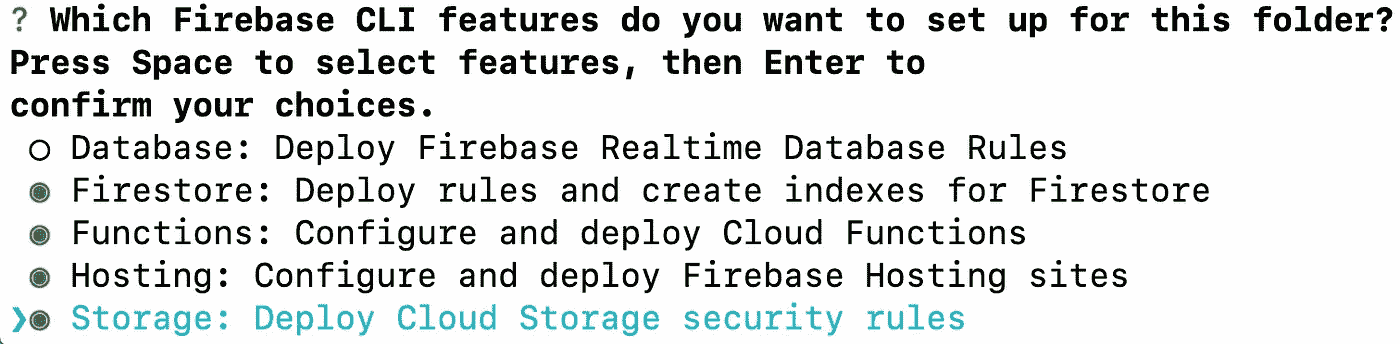 ? Which Firebase CLI features do you want to set up for this folder?
Press Space to select features, then Enter to
confirm your choices.
◯ Database: Deploy Firebase Realtime Database Rules
◉ Firestore: Deploy rules and create indexes for Firestore
◉ Functions: Configure and deploy Cloud Functions
◉ Hosting: Configure and deploy Firebase Hosting sites
❯◉ Storage: Deploy Cloud Storage security rules